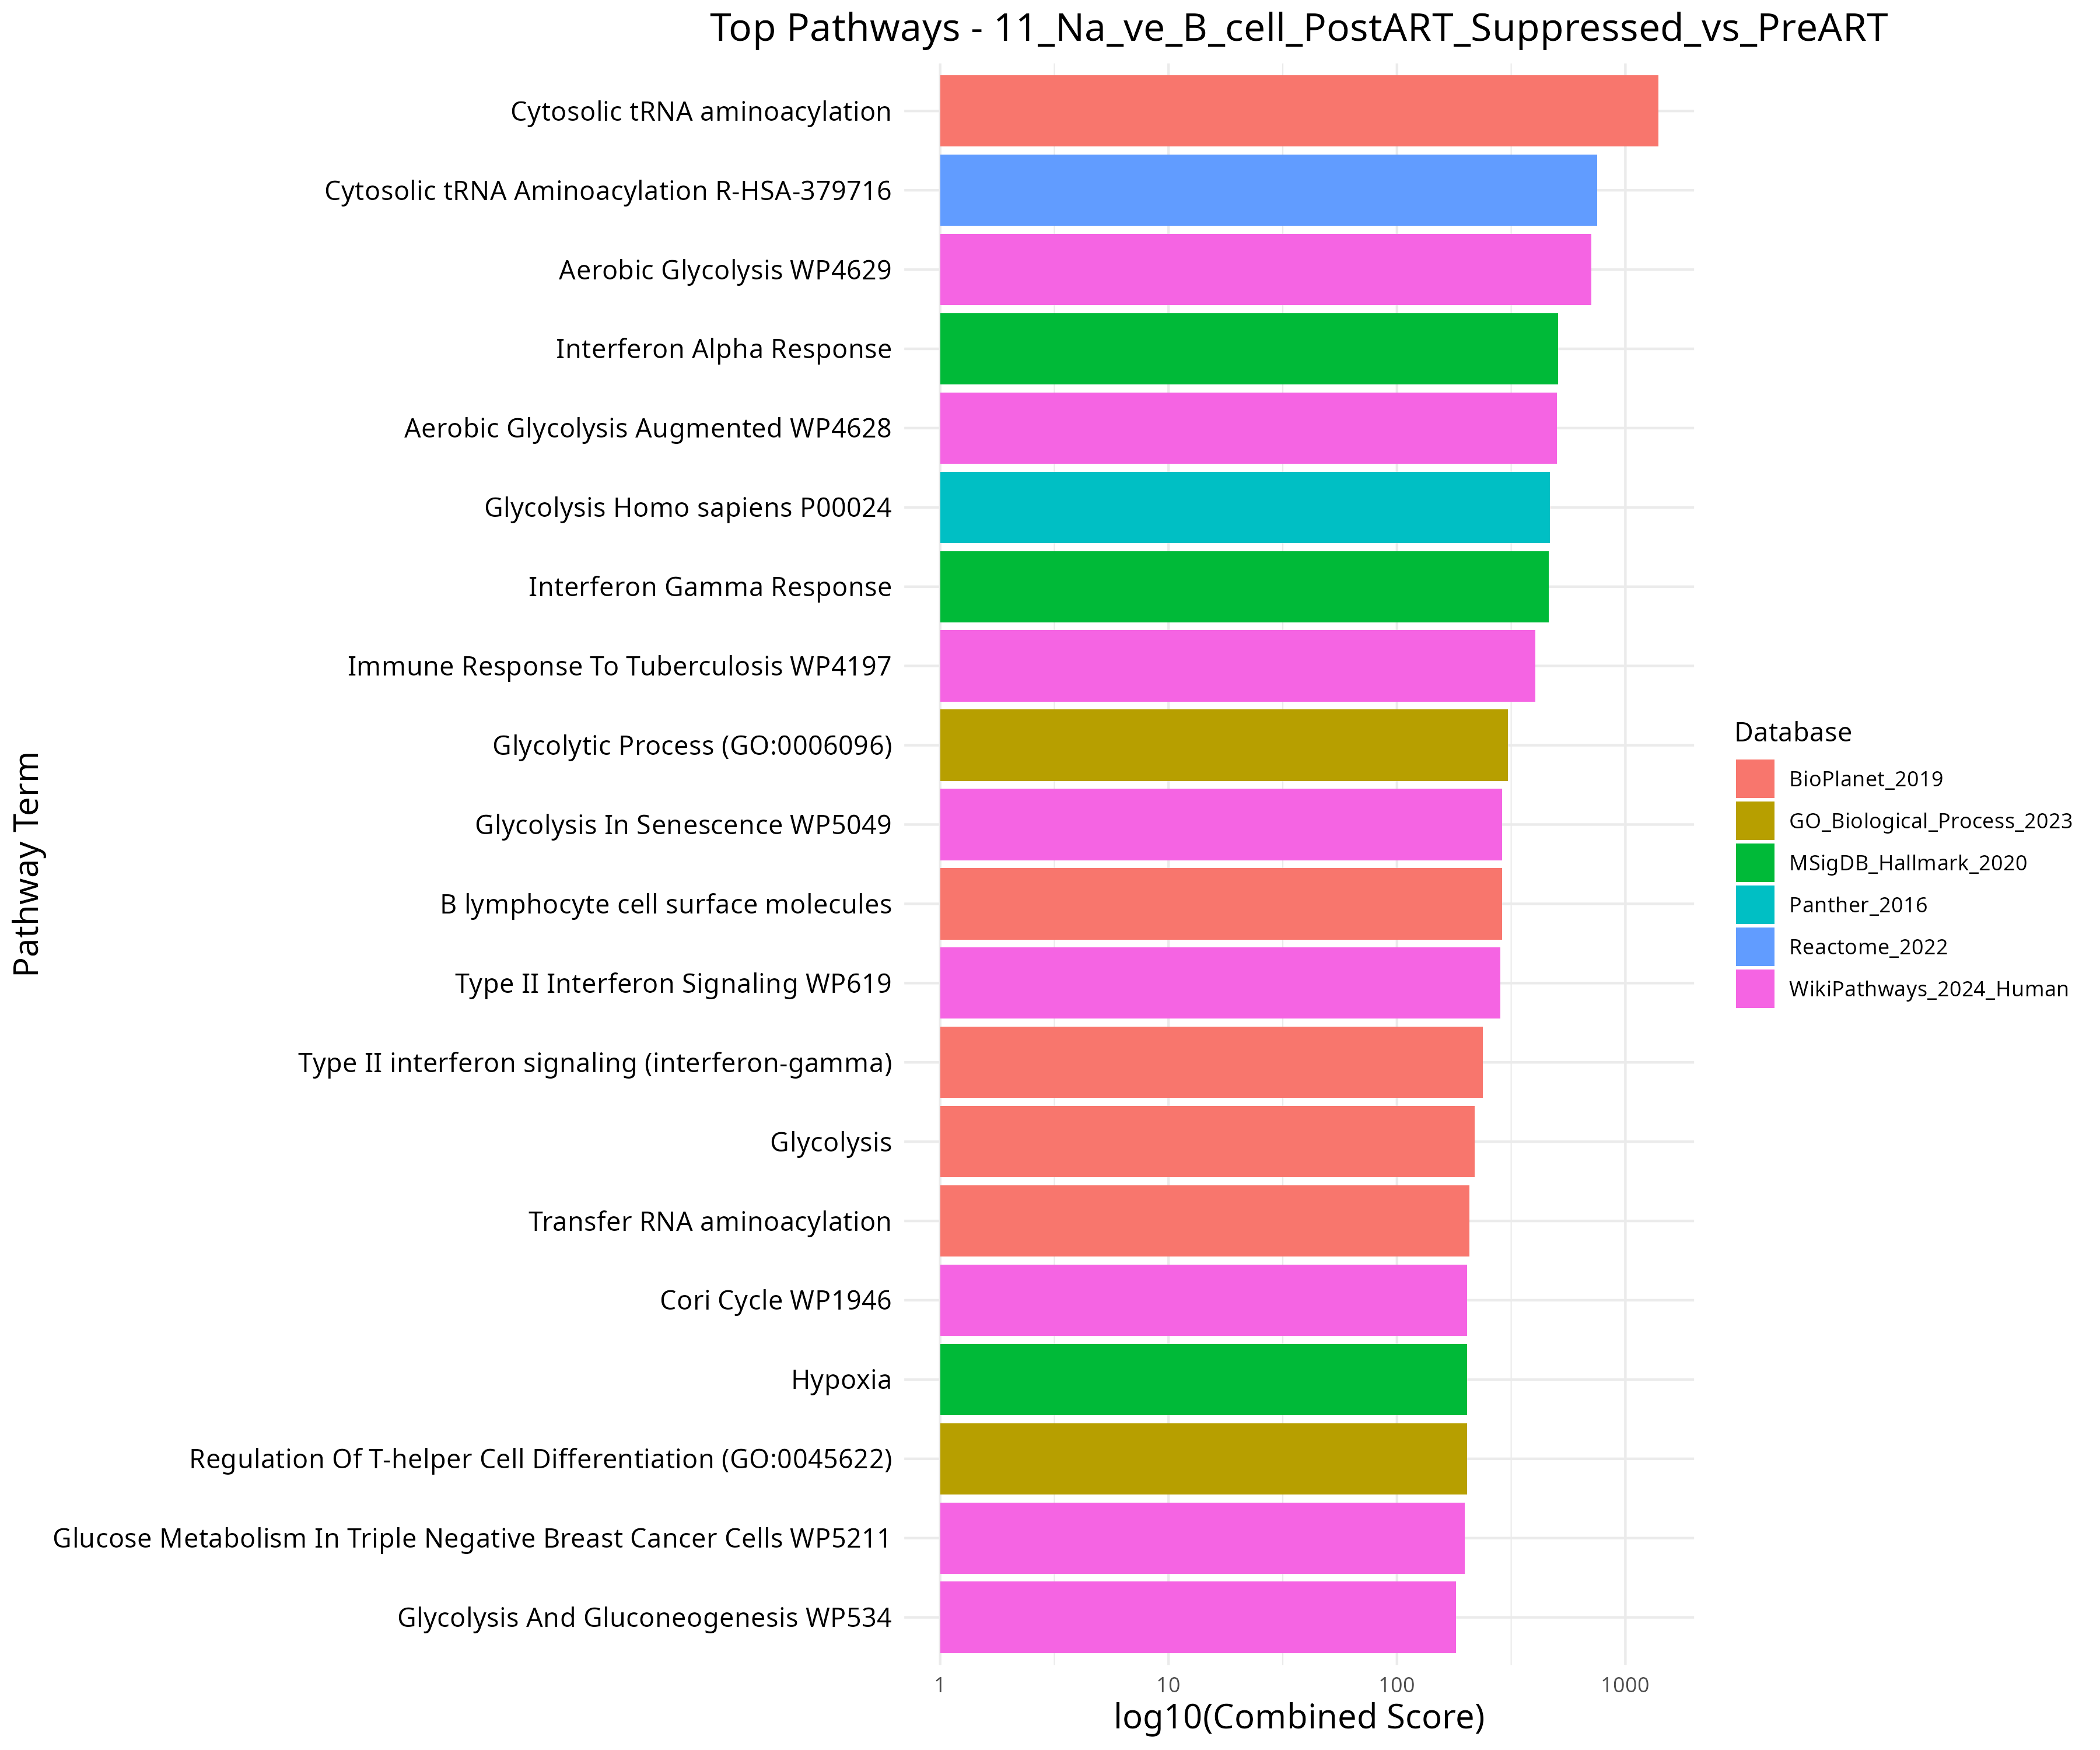 Top Pathways - 11_Na_ve_B_cell_PostART_Suppressed_vs_PreART
Pathway Term
Cytosolic tRNA aminoacylation
Cytosolic tRNA Aminoacylation R-HSA-379716
Aerobic Glycolysis WP4629
Interferon Alpha Response
Aerobic Glycolysis Augmented WP4628
Glycolysis Homo sapiens P00024
Interferon Gamma Response
Immune Response To Tuberculosis WP4197
Glycolytic Process (GO:0006096)
Glycolysis In Senescence WP5049
B lymphocyte cell surface molecules
Type II Interferon Signaling WP619
Type II interferon signaling (interferon-gamma)
Glycolysis
Transfer RNA aminoacylation
Cori Cycle WP1946
Hypoxia
Regulation Of T-helper Cell Differentiation (GO:0045622)
Glucose Metabolism In Triple Negative Breast Cancer Cells WP5211
Glycolysis And Gluconeogenesis WP534
1 10 100 1000
log10(Combined Score)
Database
BioPlanet_2019
GO_Biological_Process_2023
MSigDB_Hallmark_2020
Panther_2016
Reactome_2022
WikiPathways_2024_Human